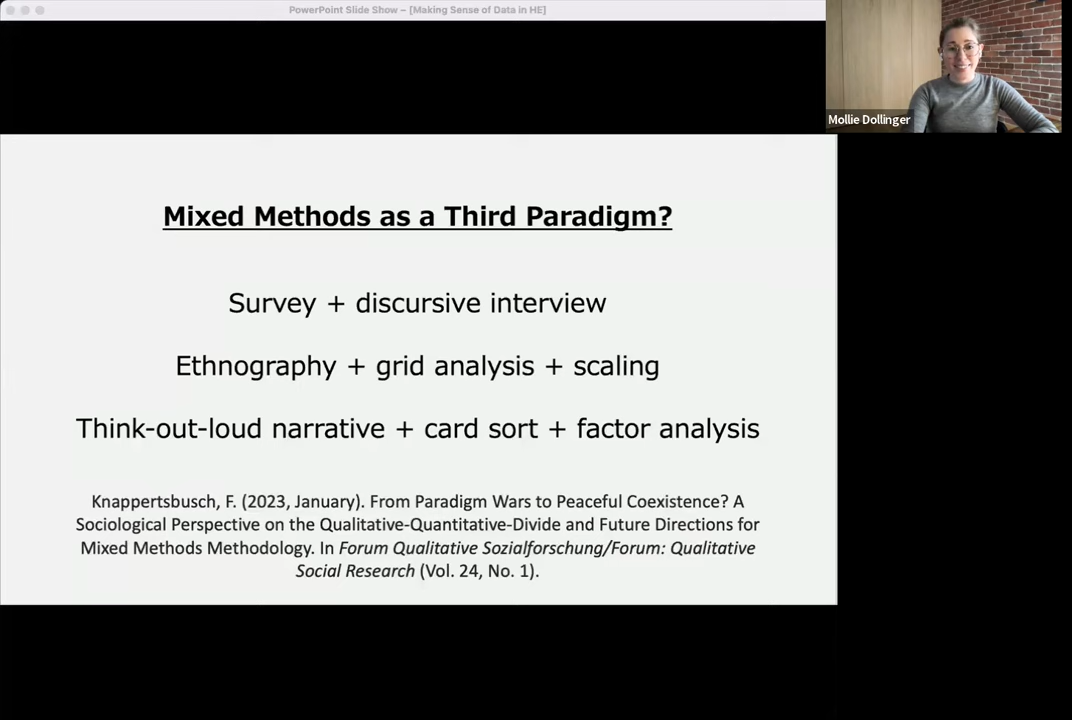 PowerPoint Slide Show – [Making Sense of Data in HE]
Mollie Dollinger
Mixed Methods as a Third Paradigm?
Survey + discursive interview
Ethnography + grid analysis + scaling
Think-out-loud narrative + card sort + factor analysis
Knappertsbusch, F. (2023, January). From Paradigm Wars to Peaceful Coexistence? A
Sociological Perspective on the Qualitative-Quantitative-Divide and Future Directions for
Mixed Methods Methodology. In Forum Qualitative Sozialforschung/Forum: Qualitative
Social Research (Vol. 24, No. 1).